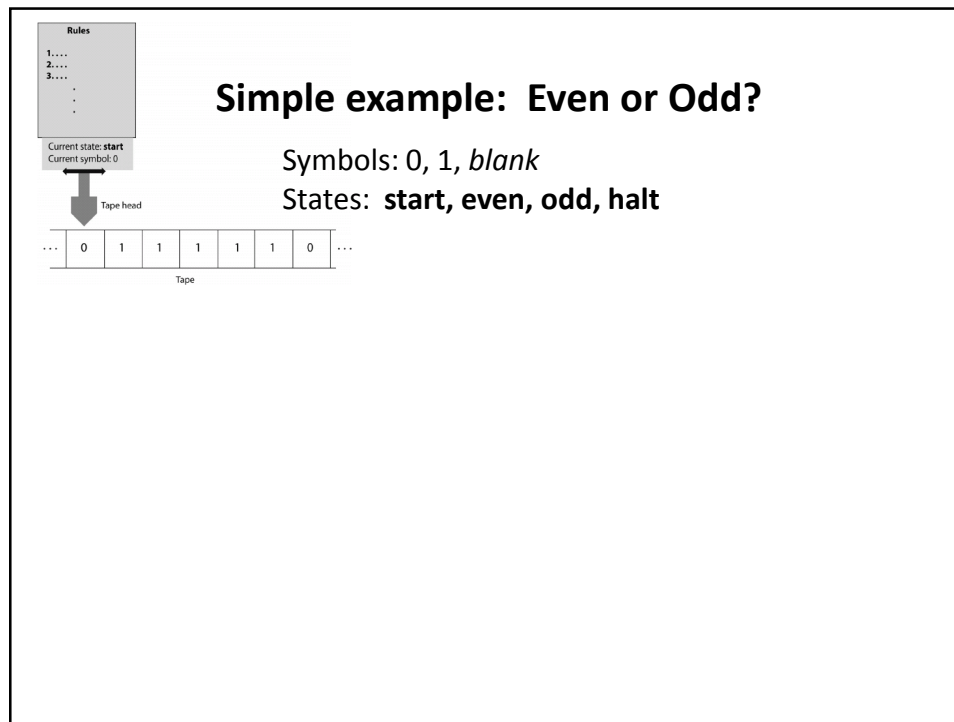 Rules
1. . . .
2. . . .
3. . . .
.
.
.
Current state: start
Current symbol: 0
Tape head
. . . 0 1 1 1 1 1 0 . . .
Tape
Simple example: Even or Odd?
Symbols: 0, 1, blank
States: start, even, odd, halt